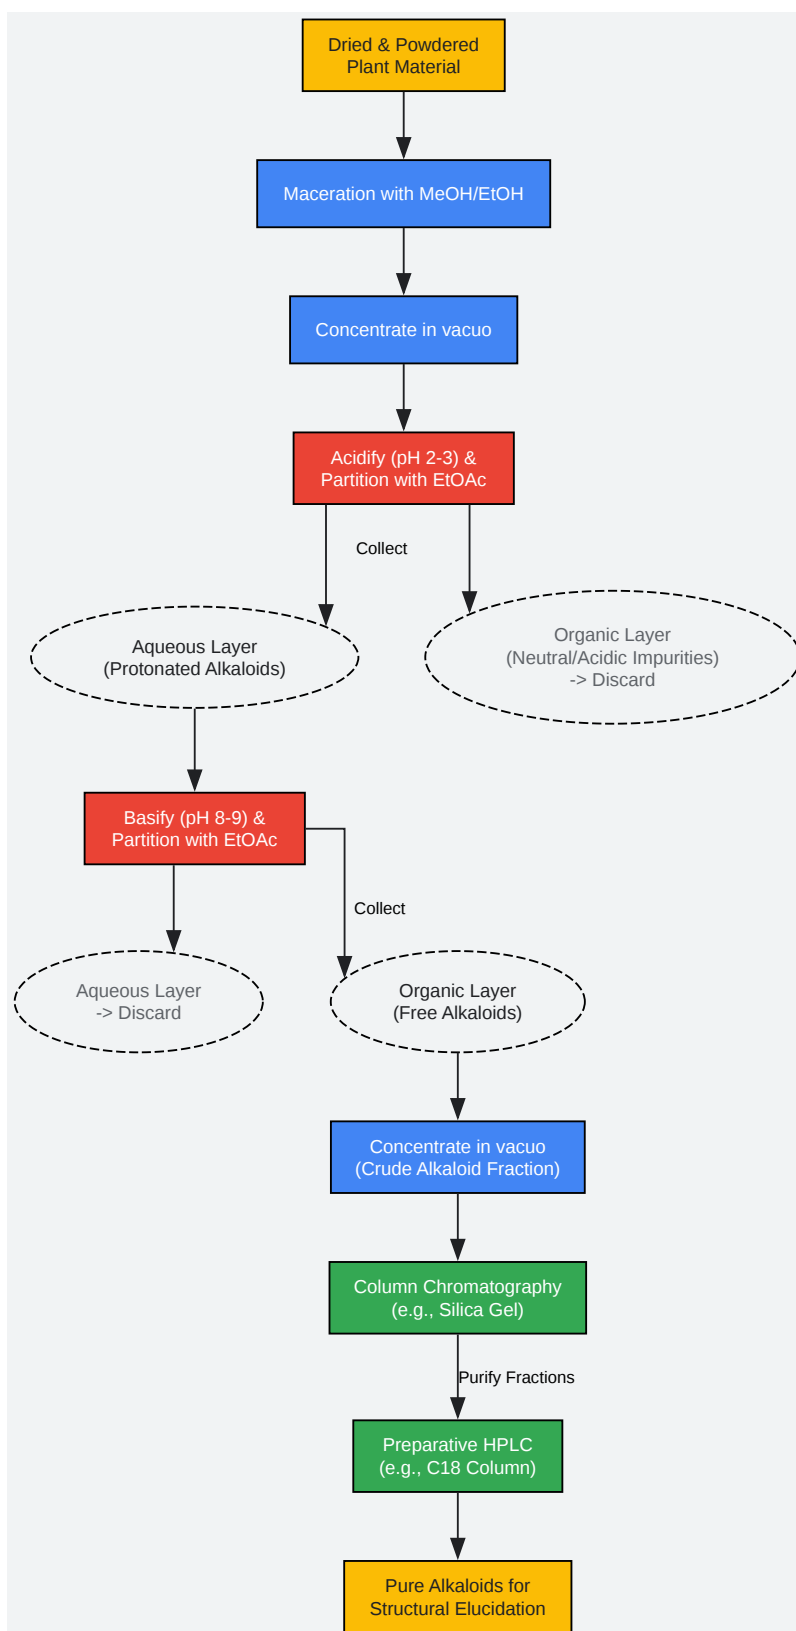 Dried & Powdered
Plant Material
Maceration with MeOH/EtOH
Concentrate in vacuo
Acidify (pH 2-3) &
Partition with EtOAc
Collect
Aqueous Layer
(Protonated Alkaloids)
Organic Layer
(Neutral/Acidic Impurities)
-> Discard
Basify (pH 8-9) &
Partition with EtOAc
Collect
Aqueous Layer
-> Discard
Organic Layer
(Free Alkaloids)
Concentrate in vacuo
(Crude Alkaloid Fraction)
Column Chromatography
(e.g., Silica Gel)
Purify Fractions
Preparative HPLC
(e.g., C18 Column)
Pure Alkaloids for
Structural Elucidation